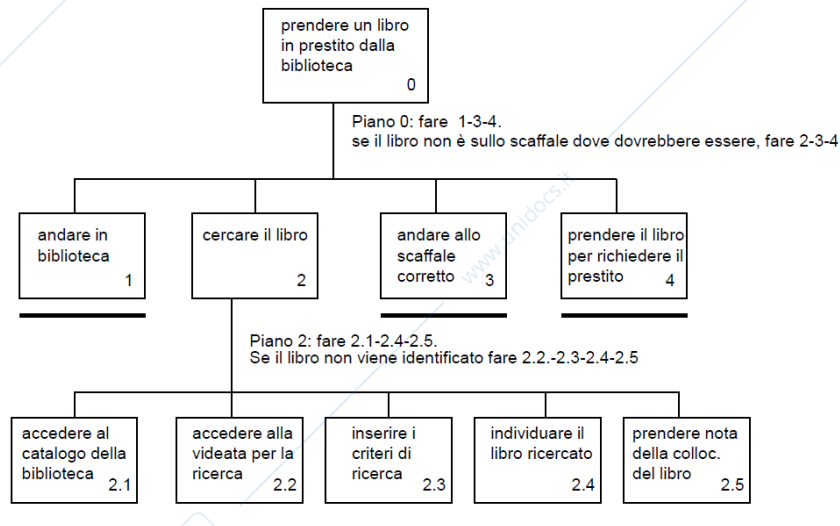 prendere un libro
in prestito dalla
biblioteca
0
Piano 0: fare 1-3-4.
se il libro non è sullo scaffale dove dovrebbere essere, fare 2-3-4
andare in
biblioteca
1
cercare il libro
2
andare allo
scaffale
corretto
3
prendere il libro
per richiedere il
prestito
4
www.unidocs.it
Piano 2: fare 2.1-2.4-2.5.
Se il libro non viene identificato fare 2.2.-2.3-2.4-2.5
accedere al
catalogo della
biblioteca
2.1
accedere alla
videata per la
ricerca
2.2
inserire i
criteri di
ricerca
2.3
individuare il
libro ricercato
2.4
prendere nota
della colloc.
del libro
2.5